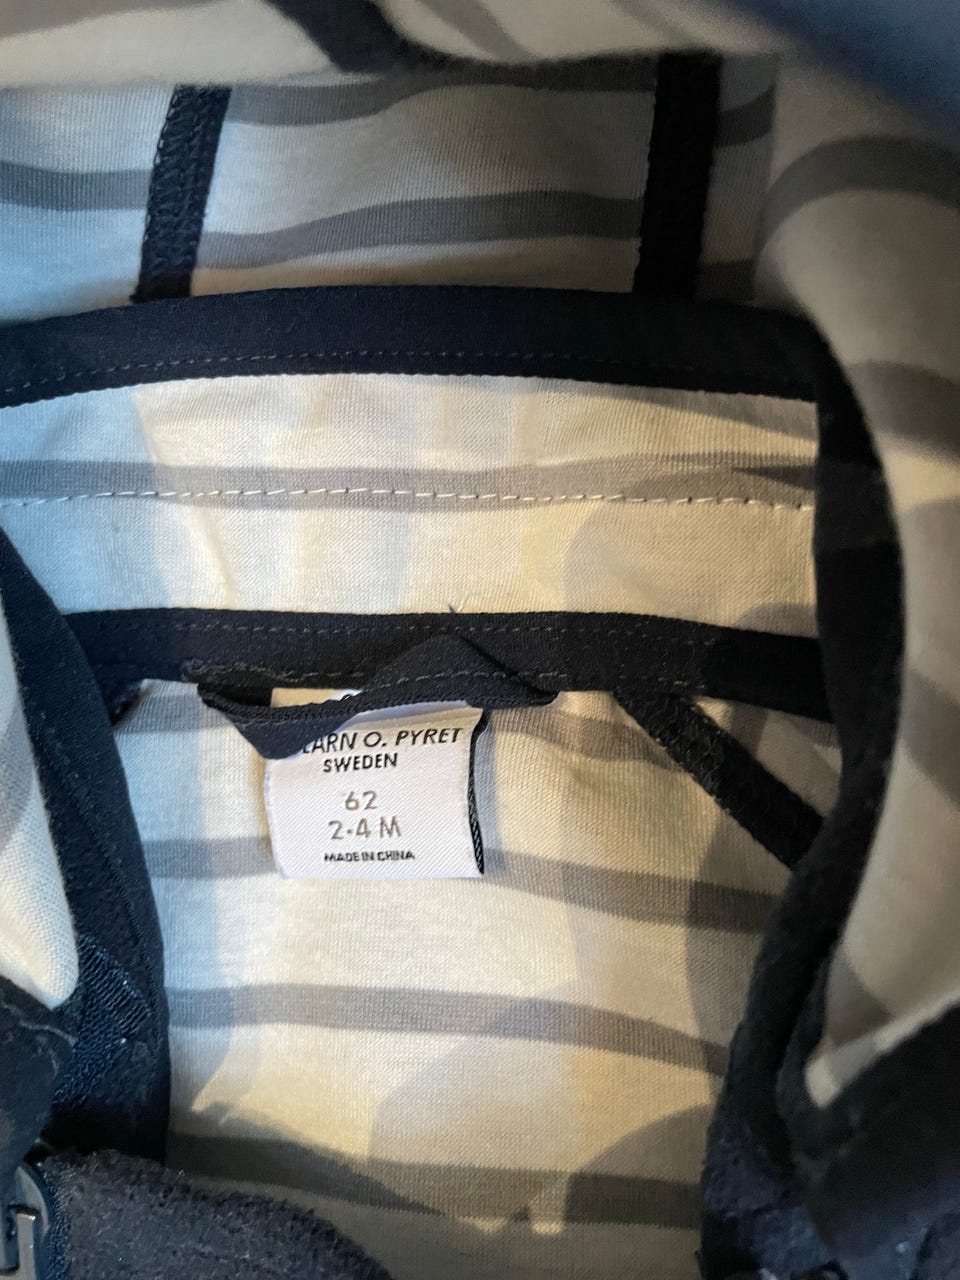 LARN O. PYRET
SWEDEN
62
2-4 M
MADE IN CHINA